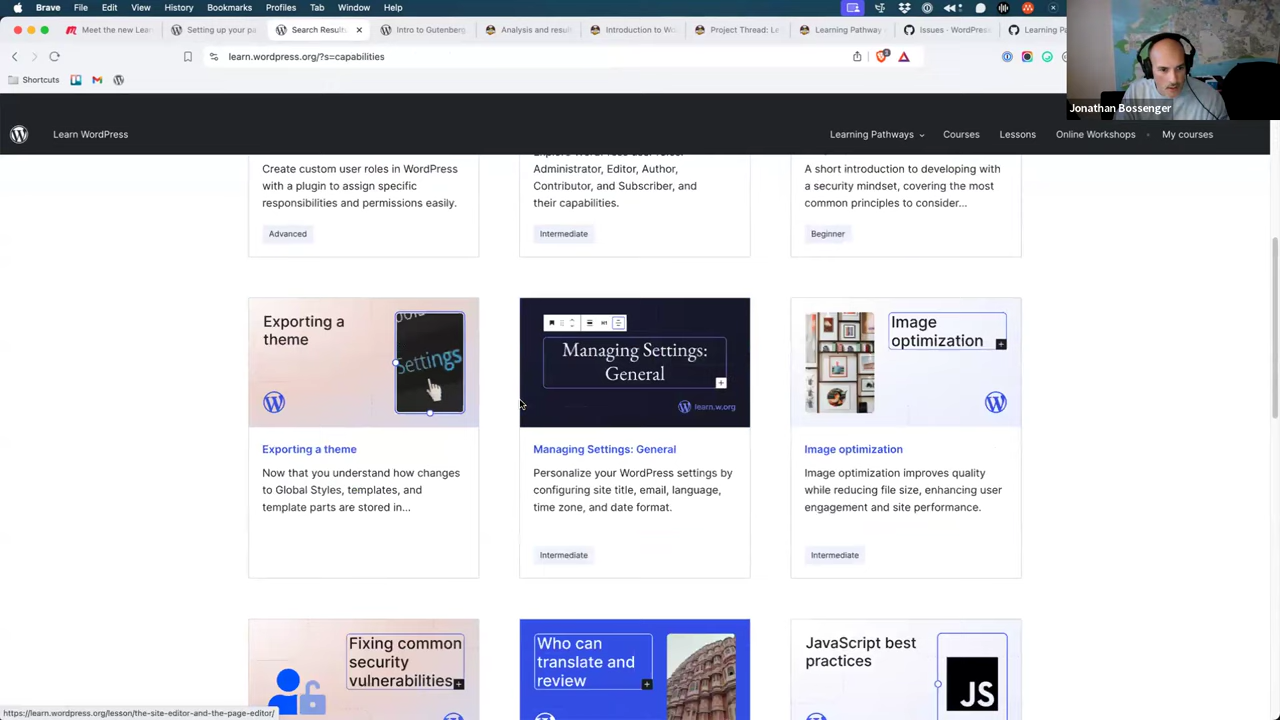 Brave File Edit View History Bookmarks Profiles Tab Window Help
Meet the new Lear
Setting up your pa
Search Results
Intro to Gutenberg
Analysis and resul
Introduction to Wo
Project Thread: Le
Learning Pathway
Issues · WordPress
Learning Pa
learn.wordpress.org/?s=capabilities
Shortcuts
Jonathan Bossenger
Learn WordPress
Learning Pathways
Courses
Lessons
Online Workshops
My courses
Create custom user roles in WordPress
with a plugin to assign specific
responsibilities and permissions easily.
Advanced
Administrator, Editor, Author,
Contributor, and Subscriber, and
their capabilities.
Intermediate
A short introduction to developing with
a security mindset, covering the most
common principles to consider...
Beginner
Exporting a
theme
Settings
Exporting a theme
Now that you understand how changes
to Global Styles, templates, and
template parts are stored in...
Managing Settings:
General
learn.w.org
Managing Settings: General
Personalize your WordPress settings by
configuring site title, email, language,
time zone, and date format.
Intermediate
Image
optimization
Image optimization
Image optimization improves quality
while reducing file size, enhancing user
engagement and site performance.
Intermediate
Fixing common
security
vulnerabilities
Who can
translate and
review
JavaScript best
practices
JS
https://learn.wordpress.org/lesson/the-site-editor-and-the-page-editor/